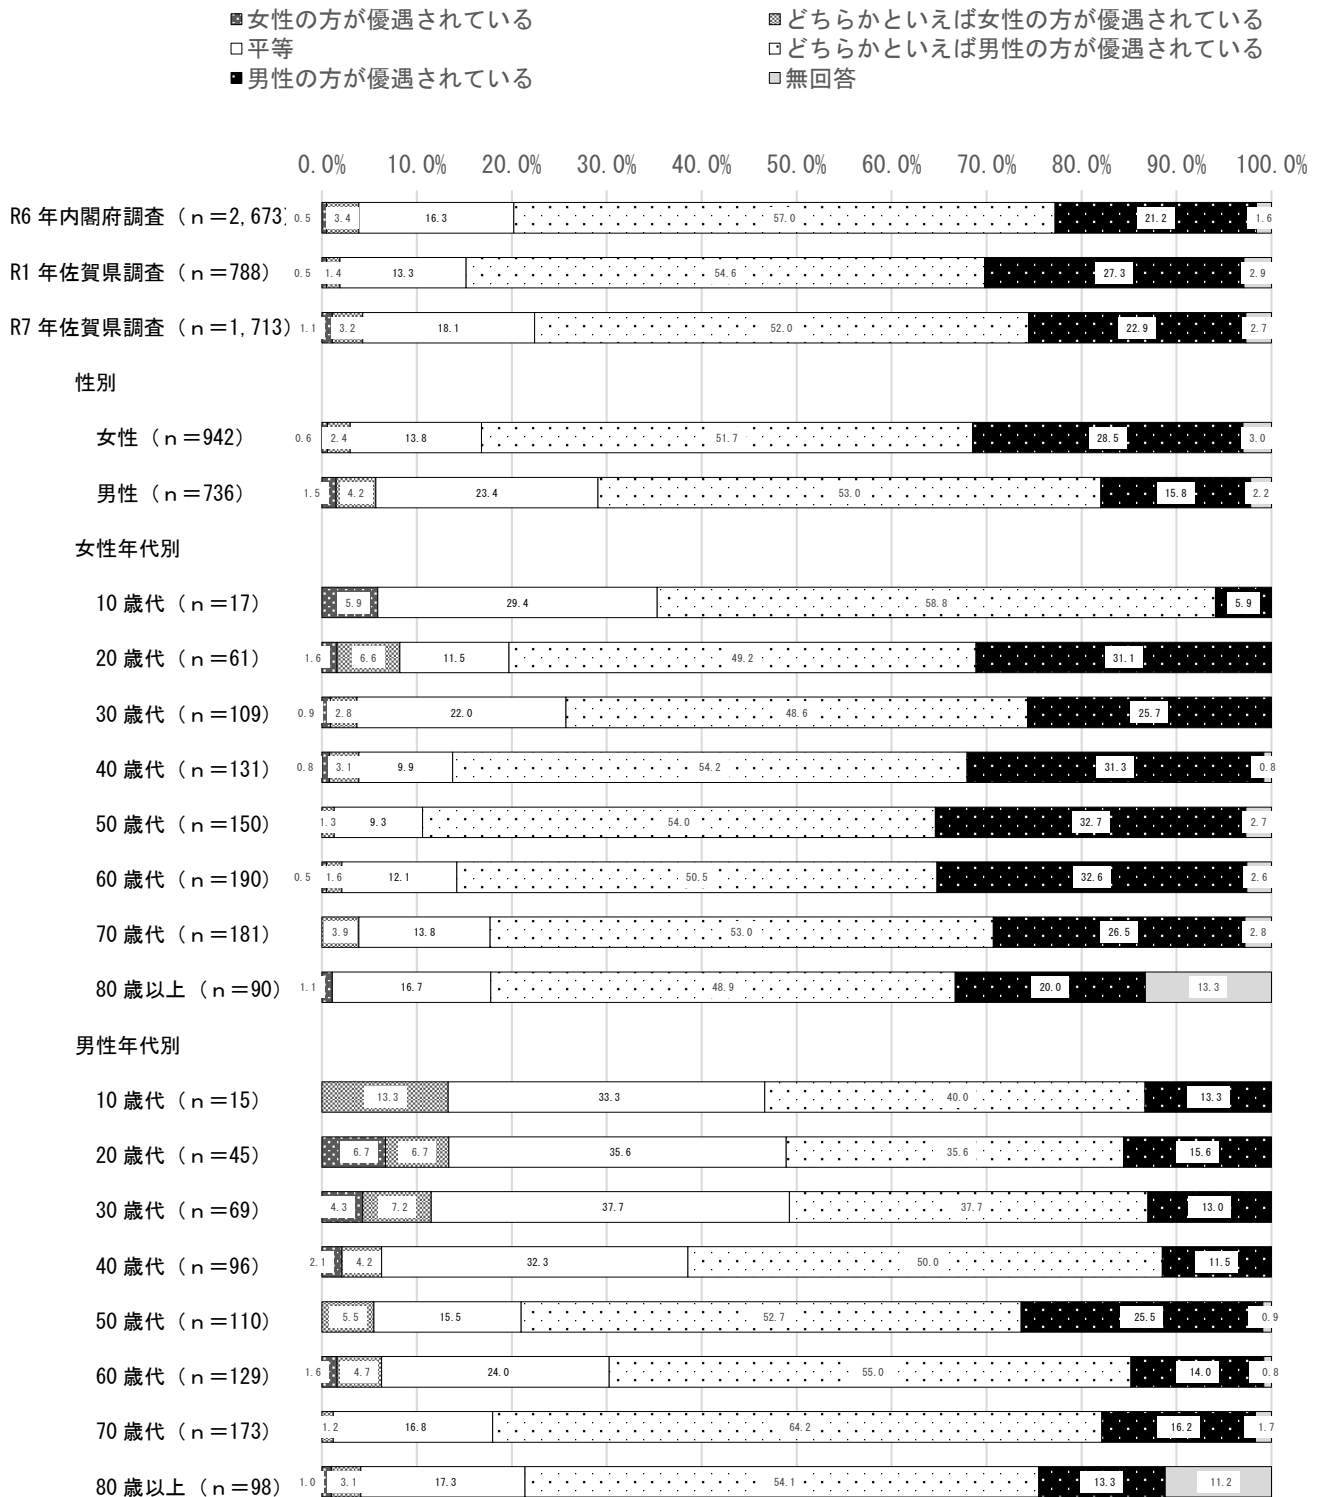 女性の方が優遇されている どちらかといえば女性の方が優遇されている
平等 どちらかといえば男性の方が優遇されている
男性の方が優遇されている 無回答
0.0% 10.0% 20.0% 30.0% 40.0% 50.0% 60.0% 70.0% 80.0% 90.0% 100.0%
R6 年内閣府調査（ｎ＝2,673） 0.5 3.4 16.3 57.0 21.2 1.6
R1 年佐賀県調査（ｎ＝788） 0.5 1.4 13.3 54.6 27.3 2.9
R7 年佐賀県調査（ｎ＝1,713） 1.1 3.2 18.1 52.0 22.9 2.7
性別
女性（ｎ＝942） 0.6 2.4 13.8 51.7 28.5 3.0
男性（ｎ＝736） 1.5 4.2 23.4 53.0 15.8 2.2
女性年代別
10 歳代（ｎ＝17） 5.9 29.4 58.8 5.9
20 歳代（ｎ＝61） 1.6 6.6 11.5 49.2 31.1
30 歳代（ｎ＝109） 0.9 2.8 22.0 48.6 25.7
40 歳代（ｎ＝131） 0.8 3.1 9.9 54.2 31.3 0.8
50 歳代（ｎ＝150） 1.3 9.3 54.0 32.7 2.7
60 歳代（ｎ＝190） 0.5 1.6 12.1 50.5 32.6 2.6
70 歳代（ｎ＝181） 3.9 13.8 53.0 26.5 2.8
80 歳以上（ｎ＝90） 1.1 16.7 48.9 20.0 13.3
男性年代別
10 歳代（ｎ＝15） 13.3 33.3 40.0 13.3
20 歳代（ｎ＝45） 6.7 6.7 35.6 35.6 15.6
30 歳代（ｎ＝69） 4.3 7.2 37.7 37.7 13.0
40 歳代（ｎ＝96） 2.1 4.2 32.3 50.0 11.5
50 歳代（ｎ＝110） 5.5 15.5 52.7 25.5 0.9
60 歳代（ｎ＝129） 1.6 4.7 24.0 55.0 14.0 0.8
70 歳代（ｎ＝173） 1.2 16.8 64.2 16.2 1.7
80 歳以上（ｎ＝98） 1.0 3.1 17.3 54.1 13.3 11.2